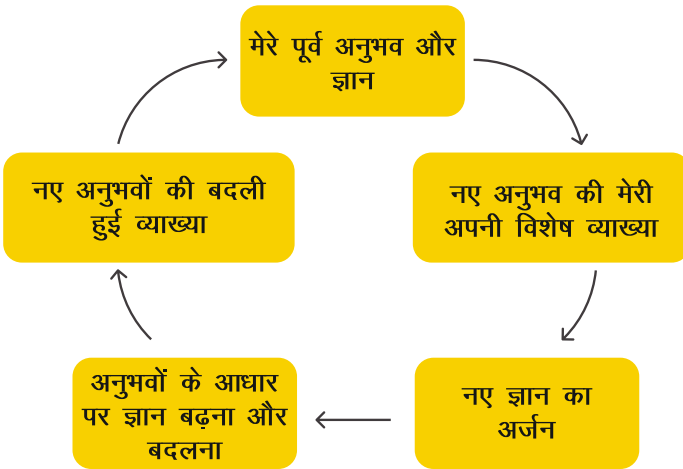 मेरे पूर्व अनुभव और
ज्ञान
नए अनुभव की मेरी
अपनी विशेष व्याख्या
नए ज्ञान का
अर्जन
अनुभवों के आधार
पर ज्ञान बढ़ना और
बदलना
नए अनुभवों की बदली
हुई व्याख्या